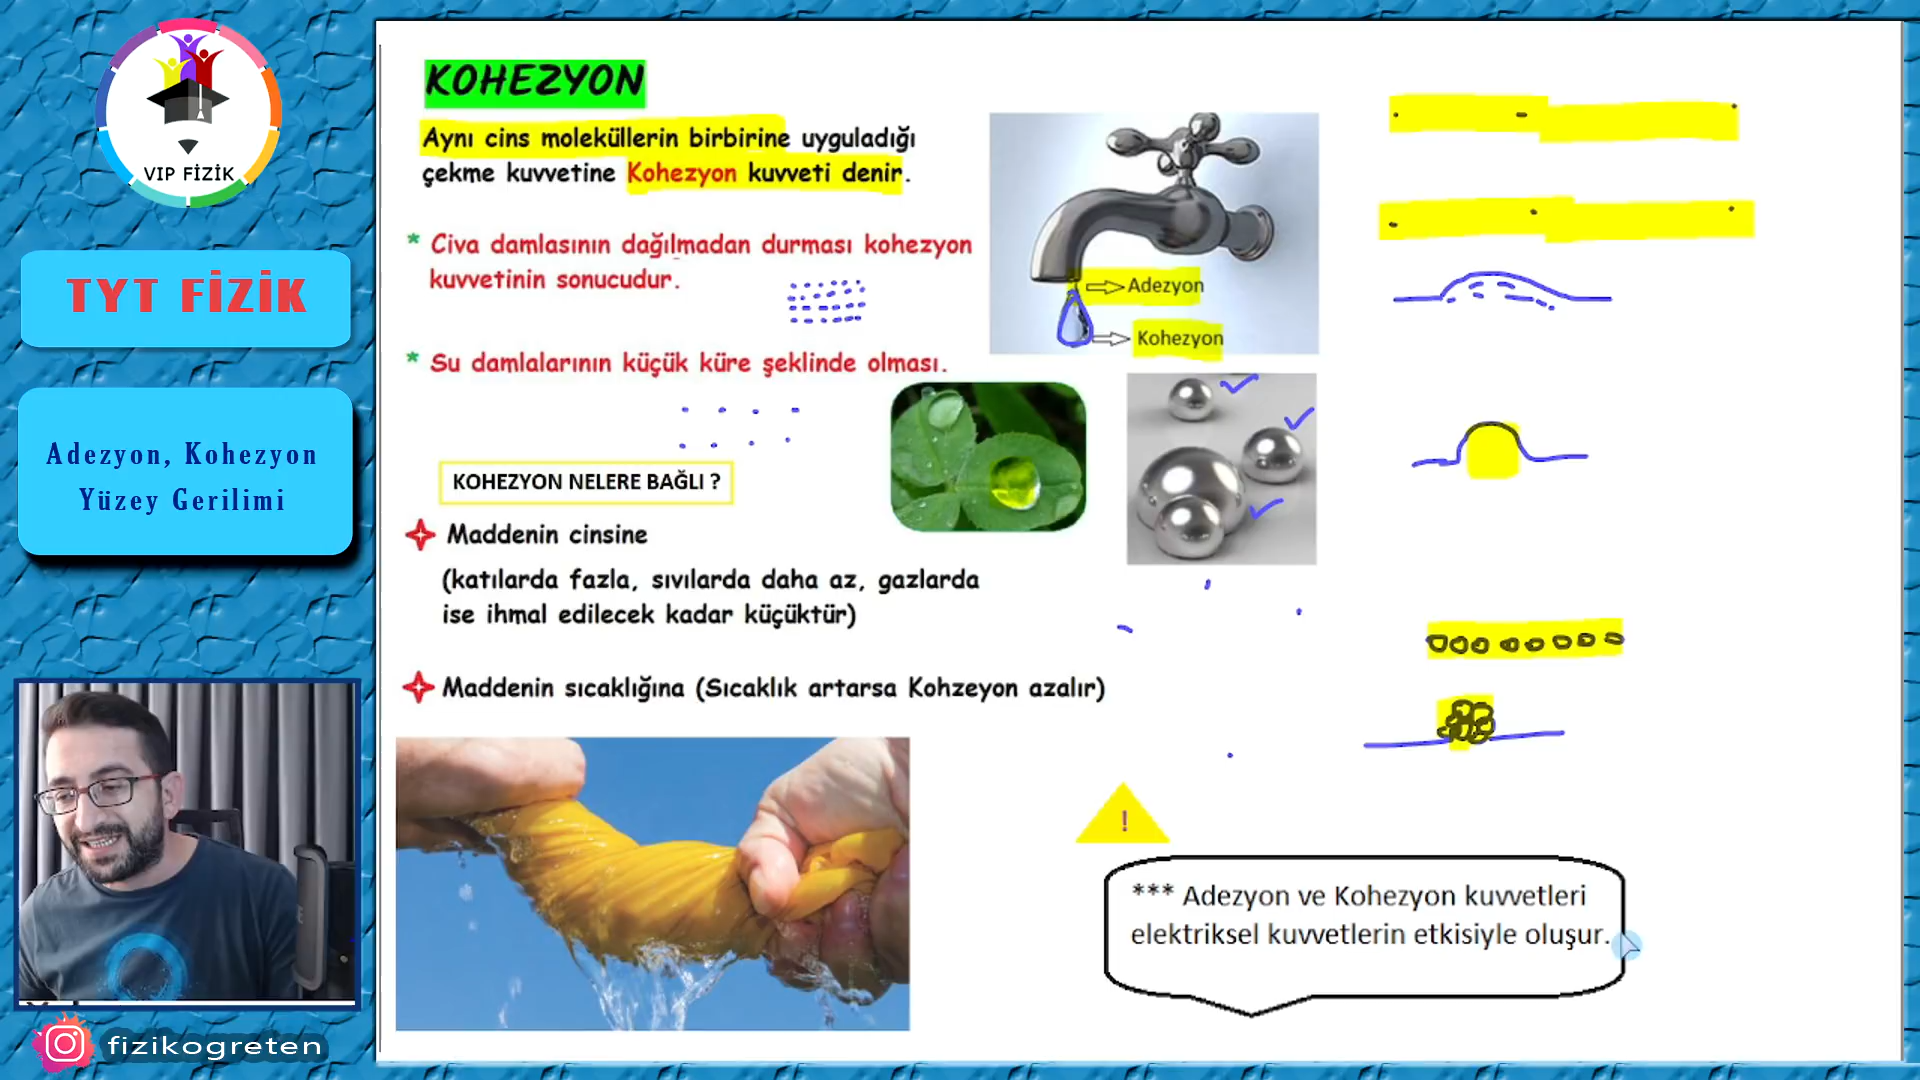 VIP FİZİK
TYT FİZİK
Adezyon, Kohezyon
Yüzey Gerilimi
fizikogreten
KOHEZYON
Aynı cins moleküllerin birbirine uyguladığı
çekme kuvvetine Kohezyon kuvveti denir.
* Civa damlasının dağılmadan durması kohezyon
kuvvetinin sonucudur.
* Su damlalarının küçük küre şeklinde olması.
Adezyon
Kohezyon
KOHEZYON NELERE BAĞLI ?
Maddenin cinsine
(katılarda fazla, sıvılarda daha az, gazlarda
ise ihmal edilecek kadar küçüktür)
Maddenin sıcaklığına (Sıcaklık artarsa Kohzeyon azalır)
!
*** Adezyon ve Kohezyon kuvvetleri
elektriksel kuvvetlerin etkisiyle oluşur.